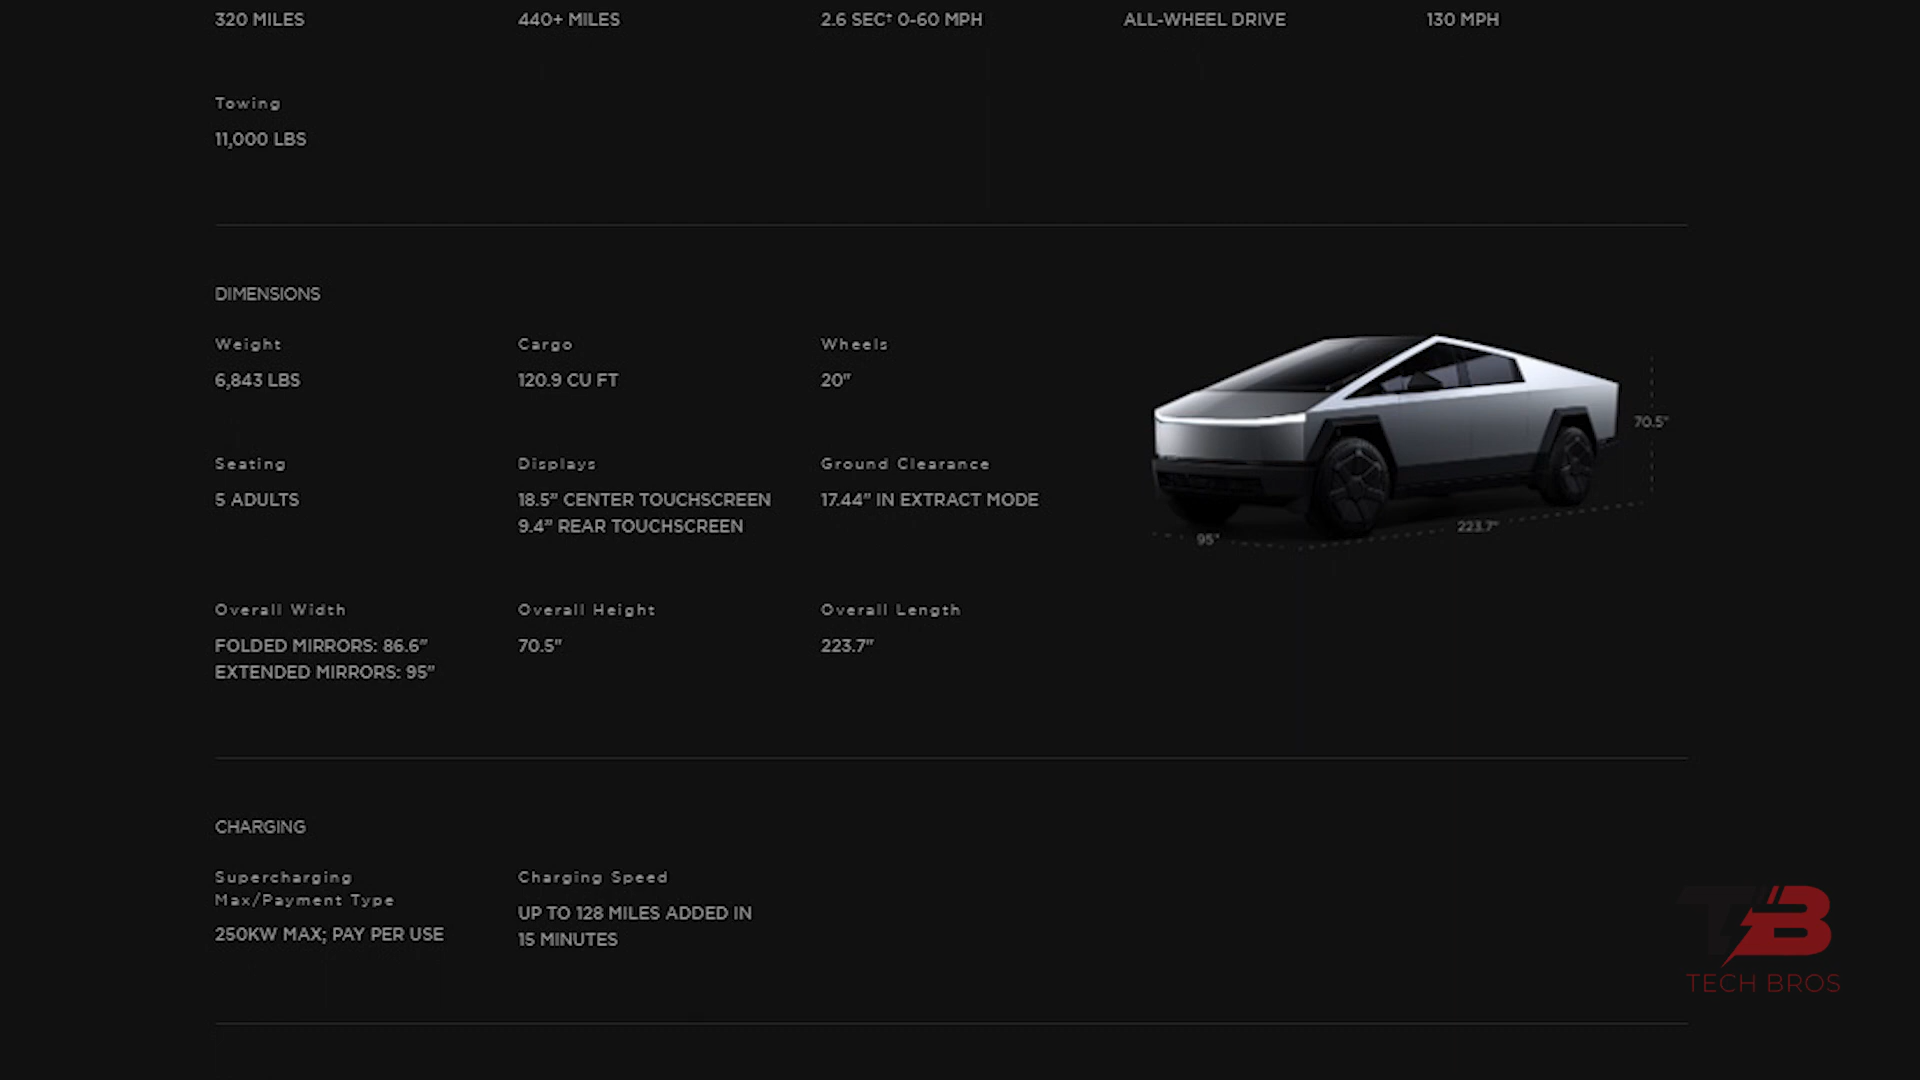 320 MILES
440+ MILES
2.6 SEC† 0-60 MPH
ALL-WHEEL DRIVE
130 MPH
Towing
11,000 LBS
DIMENSIONS
Weight
6,843 LBS
Cargo
120.9 CU FT
Wheels
20"
Seating
5 ADULTS
Displays
18.5" CENTER TOUCHSCREEN
9.4" REAR TOUCHSCREEN
Ground Clearance
17.44" IN EXTRACT MODE
70.5"
223.7"
95"
Overall Width
FOLDED MIRRORS: 86.6"
EXTENDED MIRRORS: 95"
Overall Height
70.5"
Overall Length
223.7"
CHARGING
Supercharging
Max/Payment Type
250KW MAX; PAY PER USE
Charging Speed
UP TO 128 MILES ADDED IN
15 MINUTES
TB
TECH BROS